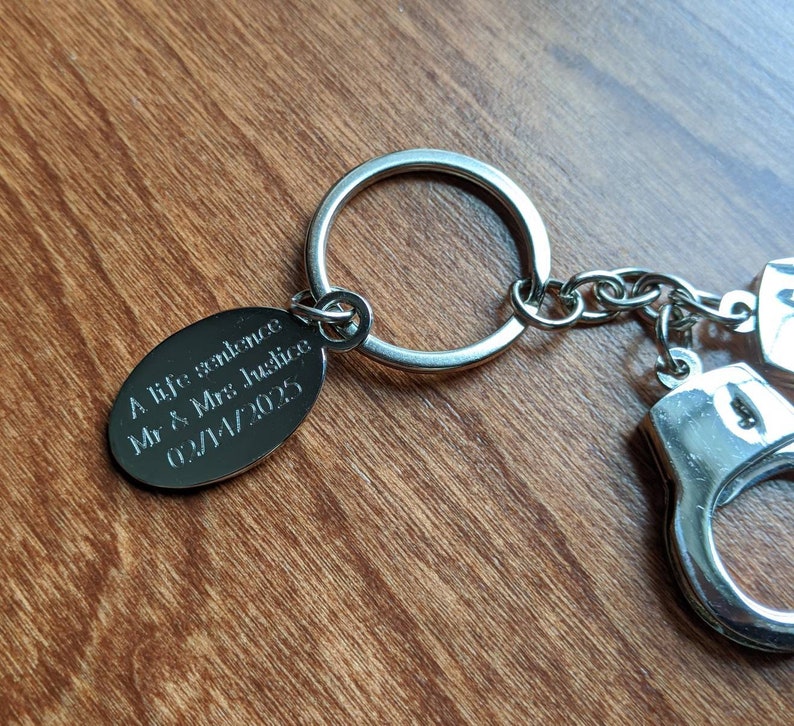 A life sentence
Mr & Mrs Justice
02/14/2025